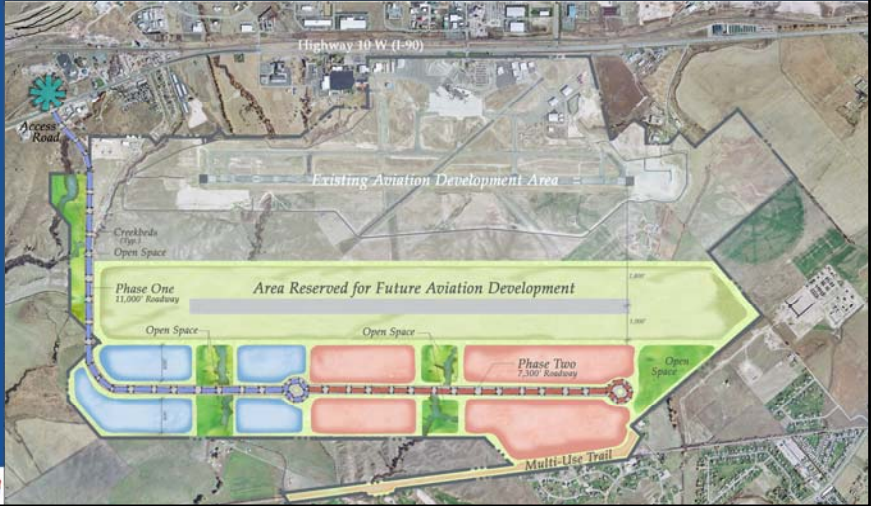 Highway 10 W (I-90)
Access
Road
Existing Aviation Development Area
Creekbeds
(Typ.)
Open Space
Phase One
11,000' Roadway
Area Reserved for Future Aviation Development
Open Space
Open Space
Phase Two
7,300' Roadway
Open
Space
Multi-Use Trail